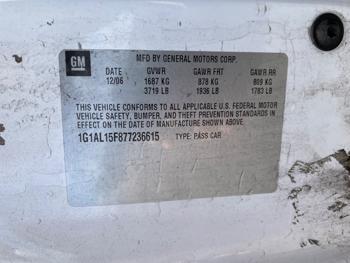 GM
MFD BY GENERAL MOTORS CORP.
DATE GVWR GAWR FRT GAWR RR
12/06 1687 KG 878 KG 809 KG
3719 LB 1936 LB 1783 LB
THIS VEHICLE CONFORMS TO ALL APPLICABLE U.S. FEDERAL MOTOR
VEHICLE SAFETY, BUMPER, AND THEFT PREVENTION STANDARDS IN
EFFECT ON THE DATE OF MANUFACTURE SHOWN ABOVE.
1G1AL15F877236615 TYPE: PASS CAR